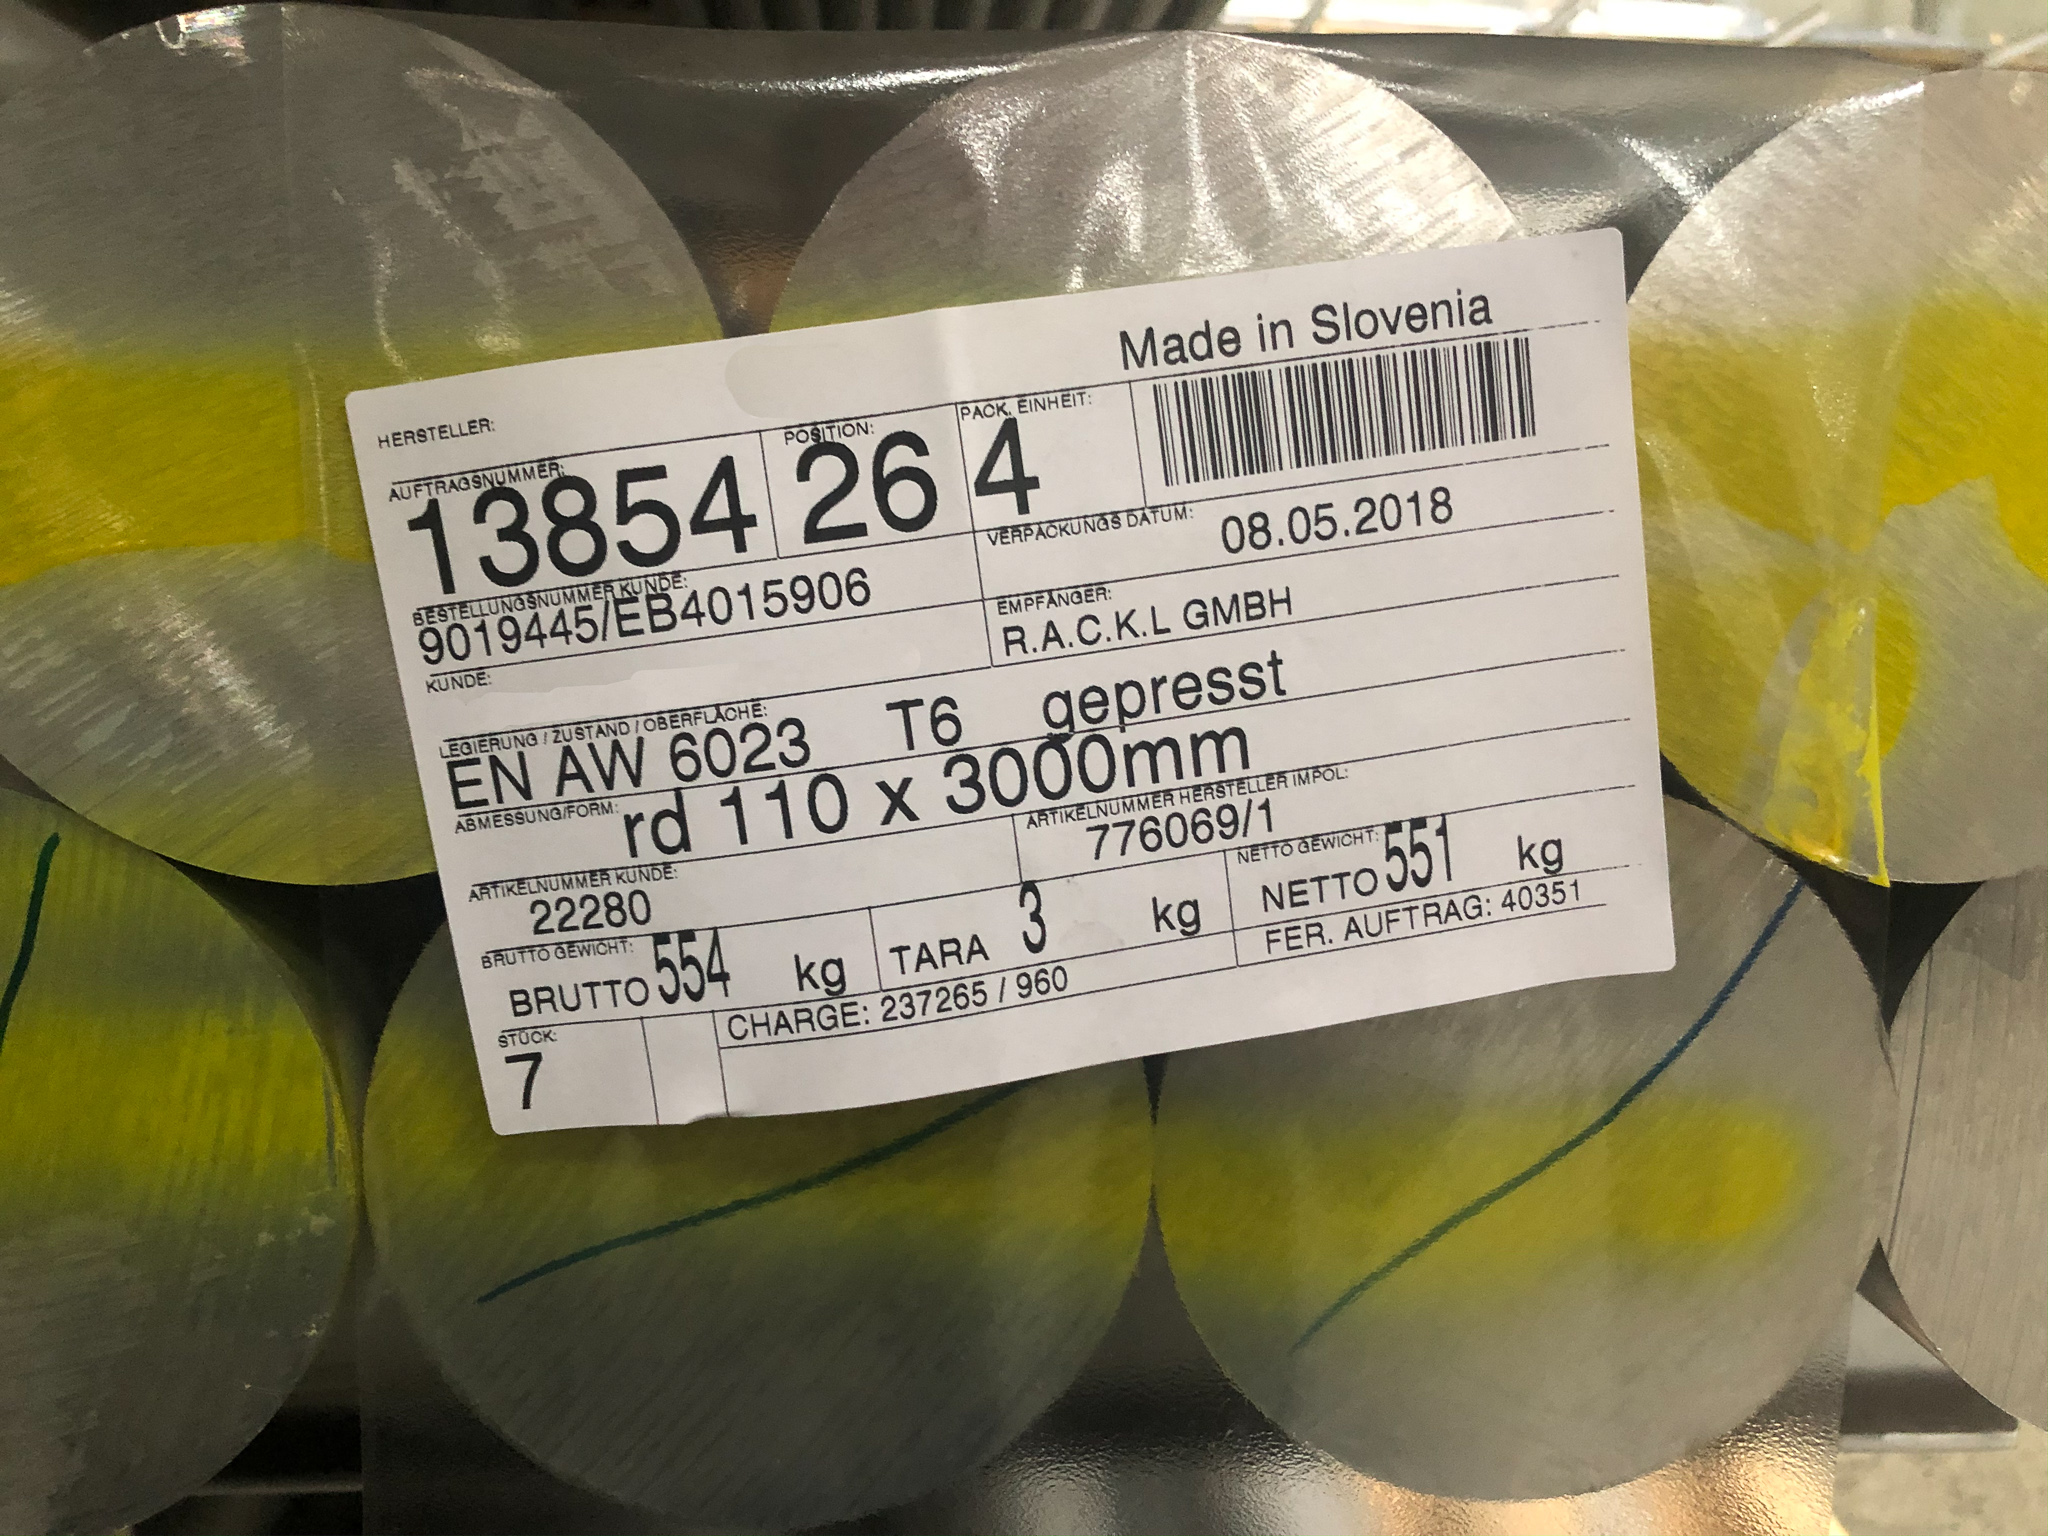 Made in Slovenia
HERSTELLER:
AUFTRAGSNUMMER:
13854
POSITION:
26
PACK. EINHEIT:
4
VERPACKUNGS DATUM:
08.05.2018
BESTELLUNGSNUMMER KUNDE:
9019445/EB4015906
EMPFÄNGER:
R.A.C.K.L GMBH
KUNDE:
LEGIERUNG / ZUSTAND / OBERFLÄCHE:
EN AW 6023 T6 gepresst
ABMESSUNG/FORM:
rd 110 x 3000mm
ARTIKELNUMMER HERSTELLER IMPOL:
776069/1
ARTIKELNUMMER KUNDE:
22280
BRUTTO GEWICHT:
BRUTTO 554 kg
TARA 3 kg
NETTO GEWICHT:
NETTO 551 kg
FER. AUFTRAG: 40351
CHARGE: 237265 / 960
STÜCK:
7